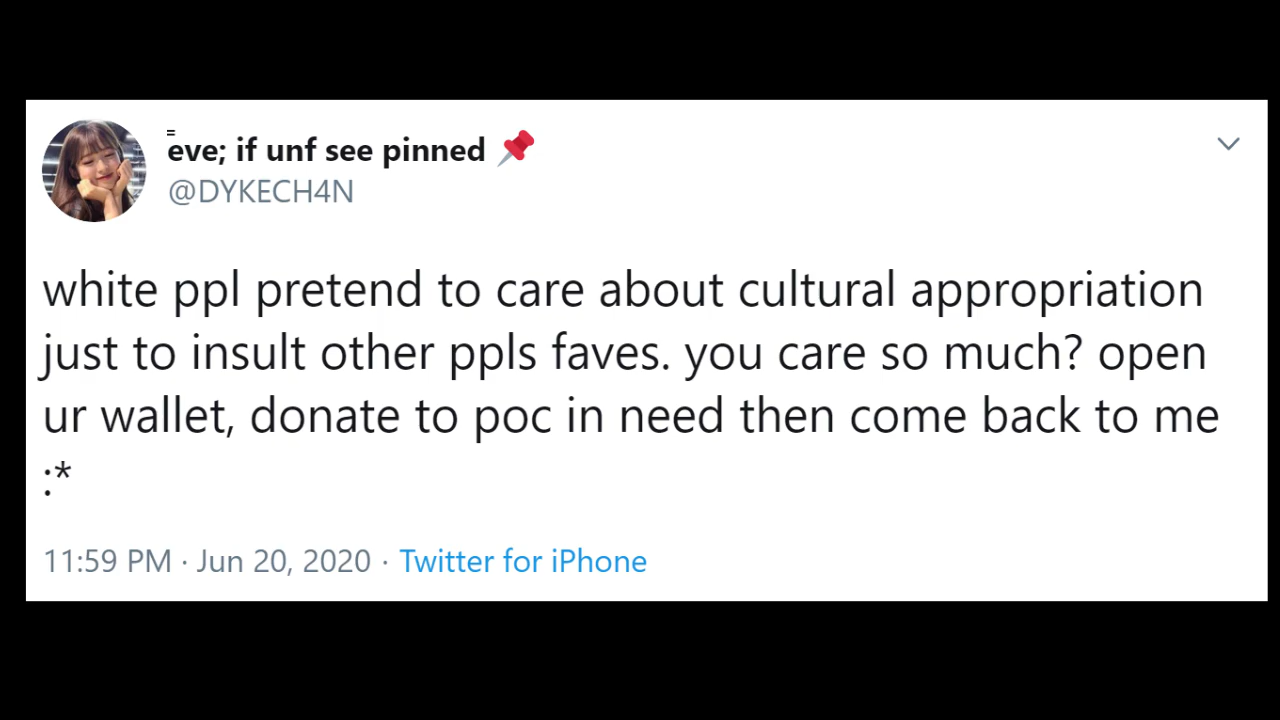 eve; if unf see pinned 📌
@DYKECH4N
white ppl pretend to care about cultural appropriation
just to insult other ppls faves. you care so much? open
ur wallet, donate to poc in need then come back to me
:*
11:59 PM · Jun 20, 2020 · Twitter for iPhone